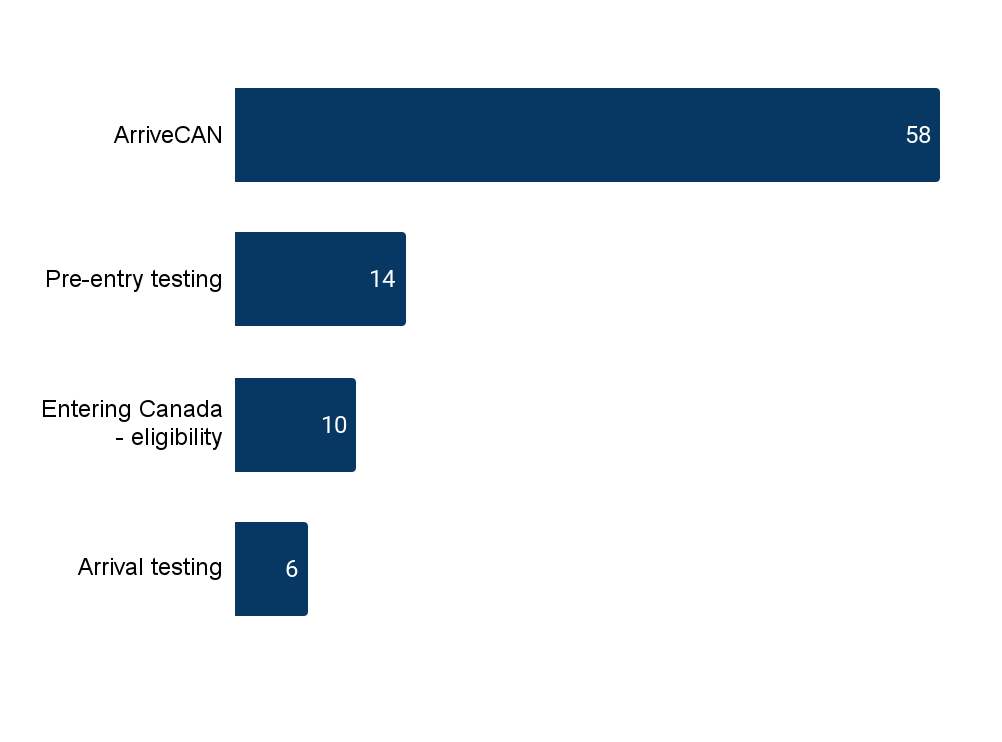 ArriveCAN
58
Pre-entry testing
14
Entering Canada
- eligibility
10
Arrival testing
6